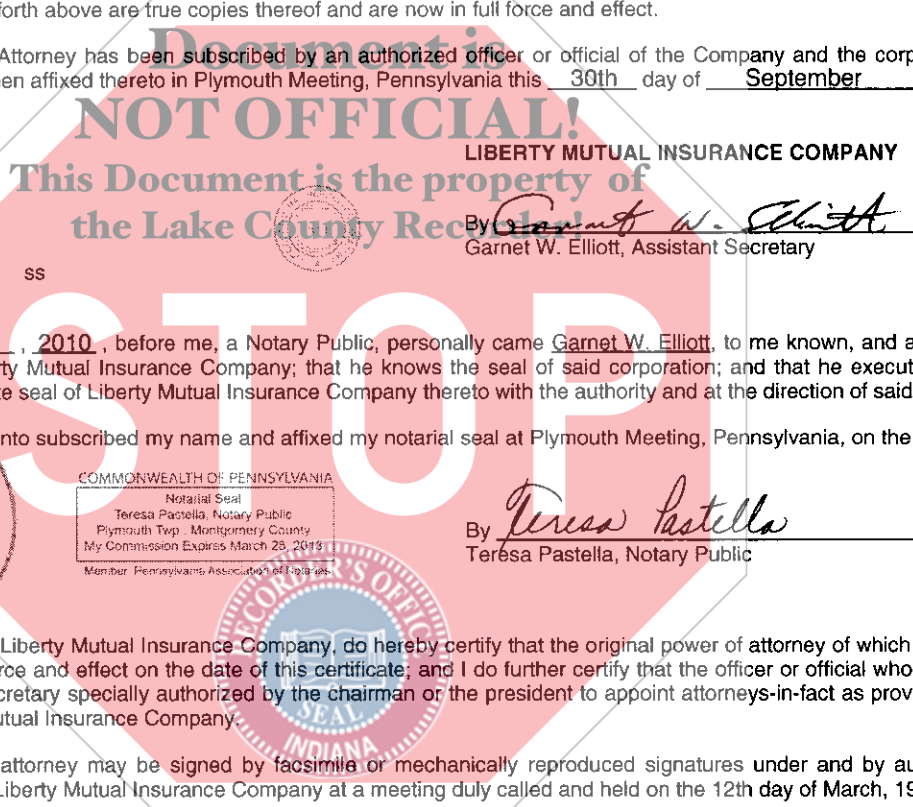 forth above are true copies thereof and are now in full force and effect.
Attorney has been subscribed by an authorized officer or official of the Company and the corp
en affixed thereto in Plymouth Meeting, Pennsylvania this 30th day of September
Document is
NOT OFFICIAL!
This Document is the property of
the Lake County Recorder!
LIBERTY MUTUAL INSURANCE COMPANY
By Garnet W. Elliott
Garnet W. Elliott, Assistant Secretary
ss
STOP
, 2010 , before me, a Notary Public, personally came Garnet W. Elliott, to me known, and a
ty Mutual Insurance Company; that he knows the seal of said corporation; and that he execut
te seal of Liberty Mutual Insurance Company thereto with the authority and at the direction of said
nto subscribed my name and affixed my notarial seal at Plymouth Meeting, Pennsylvania, on the
COMMONWEALTH OF PENNSYLVANIA
Notarial Seal
Teresa Pastella, Notary Public
Plymouth Twp., Montgomery County
My Commission Expires March 28, 2013
Member Pennsylvania Association of Notaries
By Teresa Pastella
Teresa Pastella, Notary Public
RECORDER'S OFFICE
SEAL
INDIANA
Liberty Mutual Insurance Company, do hereby certify that the original power of attorney of which
rce and effect on the date of this certificate; and I do further certify that the officer or official who
cretary specially authorized by the chairman or the president to appoint attorneys-in-fact as prov
utual Insurance Company.
attorney may be signed by facsimile or mechanically reproduced signatures under and by au
Liberty Mutual Insurance Company at a meeting duly called and held on the 12th day of March, 19